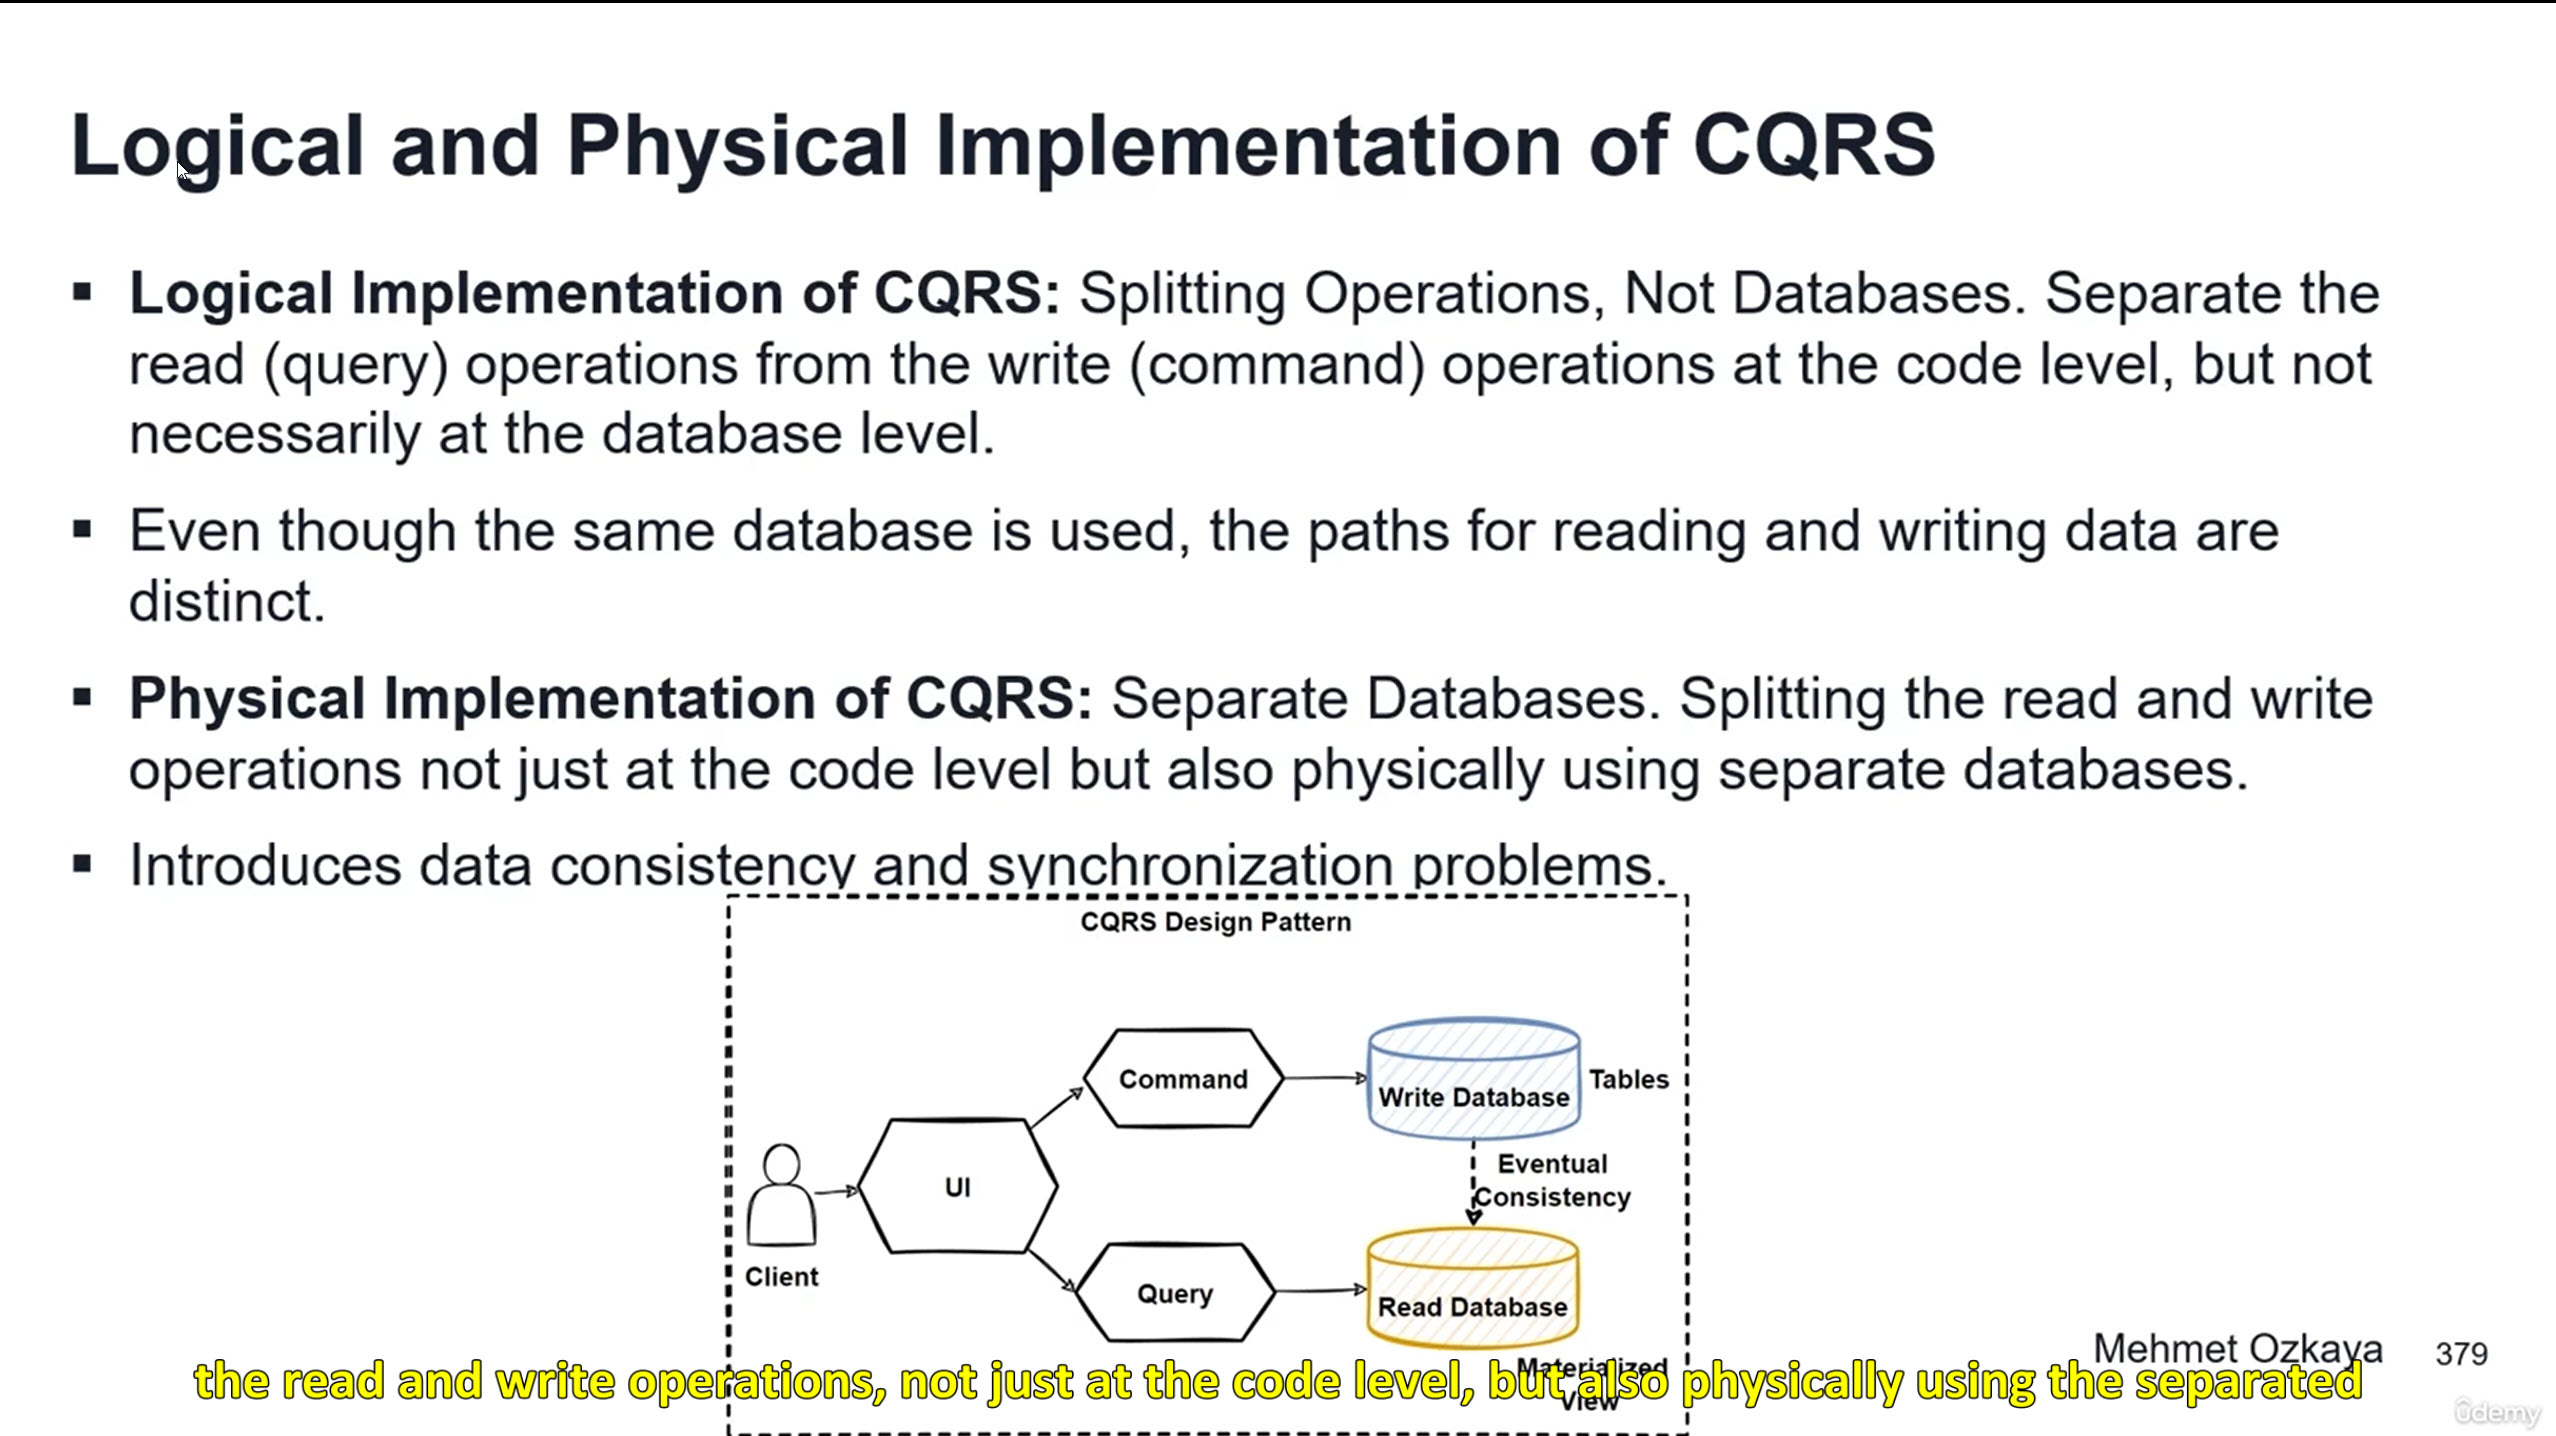 Logical and Physical Implementation of CQRS
▪ Logical Implementation of CQRS: Splitting Operations, Not Databases. Separate the
read (query) operations from the write (command) operations at the code level, but not
necessarily at the database level.
▪ Even though the same database is used, the paths for reading and writing data are
distinct.
▪ Physical Implementation of CQRS: Separate Databases. Splitting the read and write
operations not just at the code level but also physically using separate databases.
▪ Introduces data consistency and synchronization problems.
CQRS Design Pattern
Command
Write Database
Tables
UI
Eventual
Consistency
Client
Query
Read Database
Materialized
View
Mehmet Ozkaya
379
the read and write operations, not just at the code level, but also physically using the separated
ûdemy